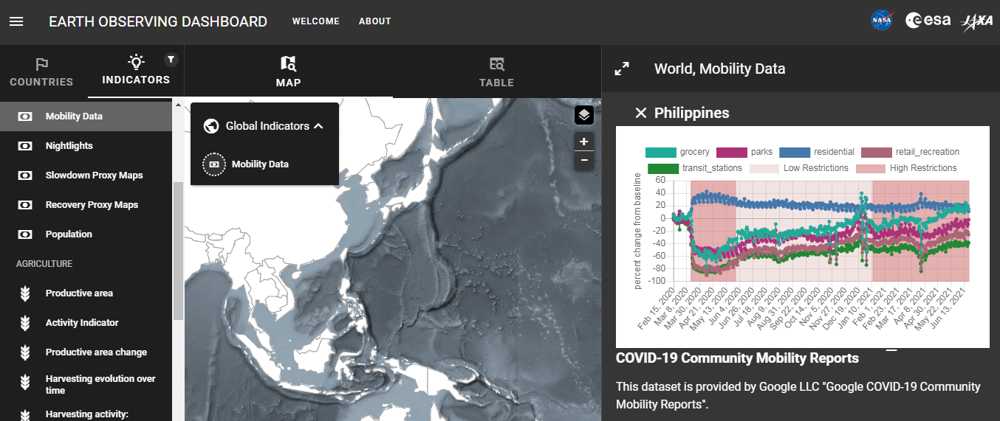 EARTH OBSERVING DASHBOARD
WELCOME
ABOUT
NASA
esa
JAXA
COUNTRIES
INDICATORS
MAP
TABLE
World, Mobility Data
Mobility Data
Nightlights
Slowdown Proxy Maps
Recovery Proxy Maps
Population
AGRICULTURE
Productive area
Activity Indicator
Productive area change
Harvesting evolution over
time
Harvesting activity:
Global Indicators
Mobility Data
+
−
Philippines
grocery parks residential retail_recreation
transit_stations Low Restrictions High Restrictions
percent change from baseline
60
40
20
0
-20
-40
-60
-80
-100
Feb 15, 2020
Mar 8, 2020
Mar 30, 2020
Apr 21, 2020
May 13, 2020
Jun 4, 2020
Jun 26, 2020
Jul 18, 2020
Aug 9, 2020
Aug 31, 2020
Sep 22, 2020
Oct 14, 2020
Nov 5, 2020
Nov 27, 2020
Dec 19, 2020
Jan 10, 2021
Feb 1, 2021
Feb 23, 2021
Mar 17, 2021
Apr 8, 2021
Apr 30, 2021
May 22, 2021
Jun 13, 2021
COVID-19 Community Mobility Reports
This dataset is provided by Google LLC "Google COVID-19 Community
Mobility Reports".